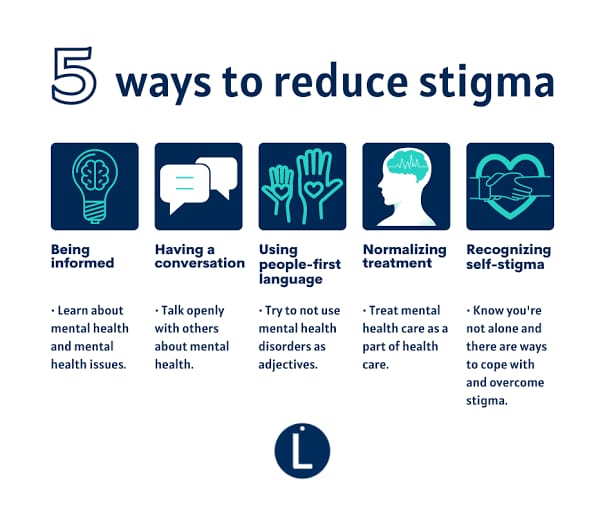 5 ways to reduce stigma
Being
informed
• Learn about
mental health
and mental
health issues.
Having a
conversation
• Talk openly
with others
about mental
health.
Using
people-first
language
• Try to not use
mental health
disorders as
adjectives.
Normalizing
treatment
• Treat mental
health care as a
part of health
care.
Recognizing
self-stigma
• Know you're
not alone and
there are ways
to cope with
and overcome
stigma.
L